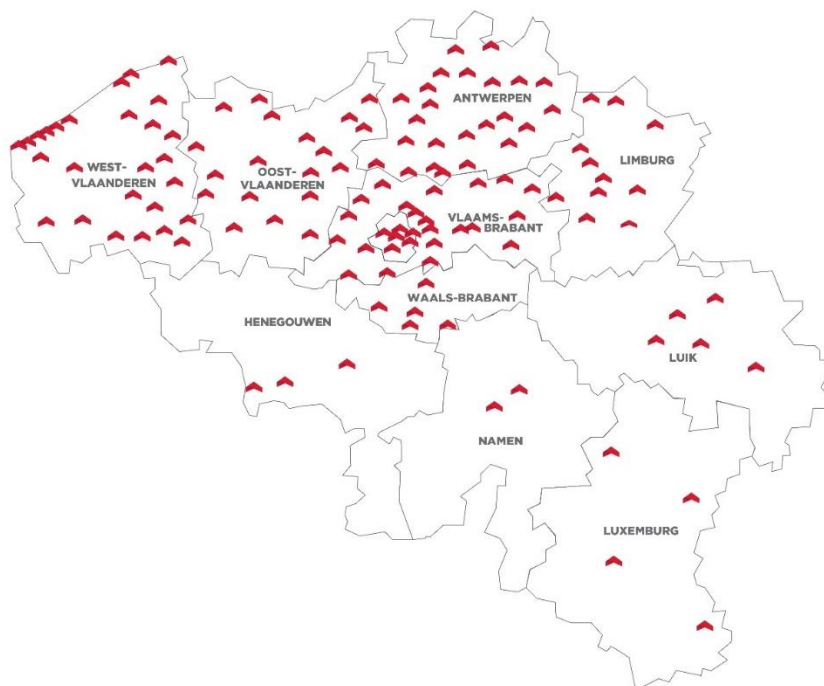 ANTWERPEN
LIMBURG
WEST-
VLAANDEREN
OOST-
VLAANDEREN
VLAAMS-
BRABANT
WAALS-BRABANT
HENEGOUWEN
LUIK
NAMEN
LUXEMBURG